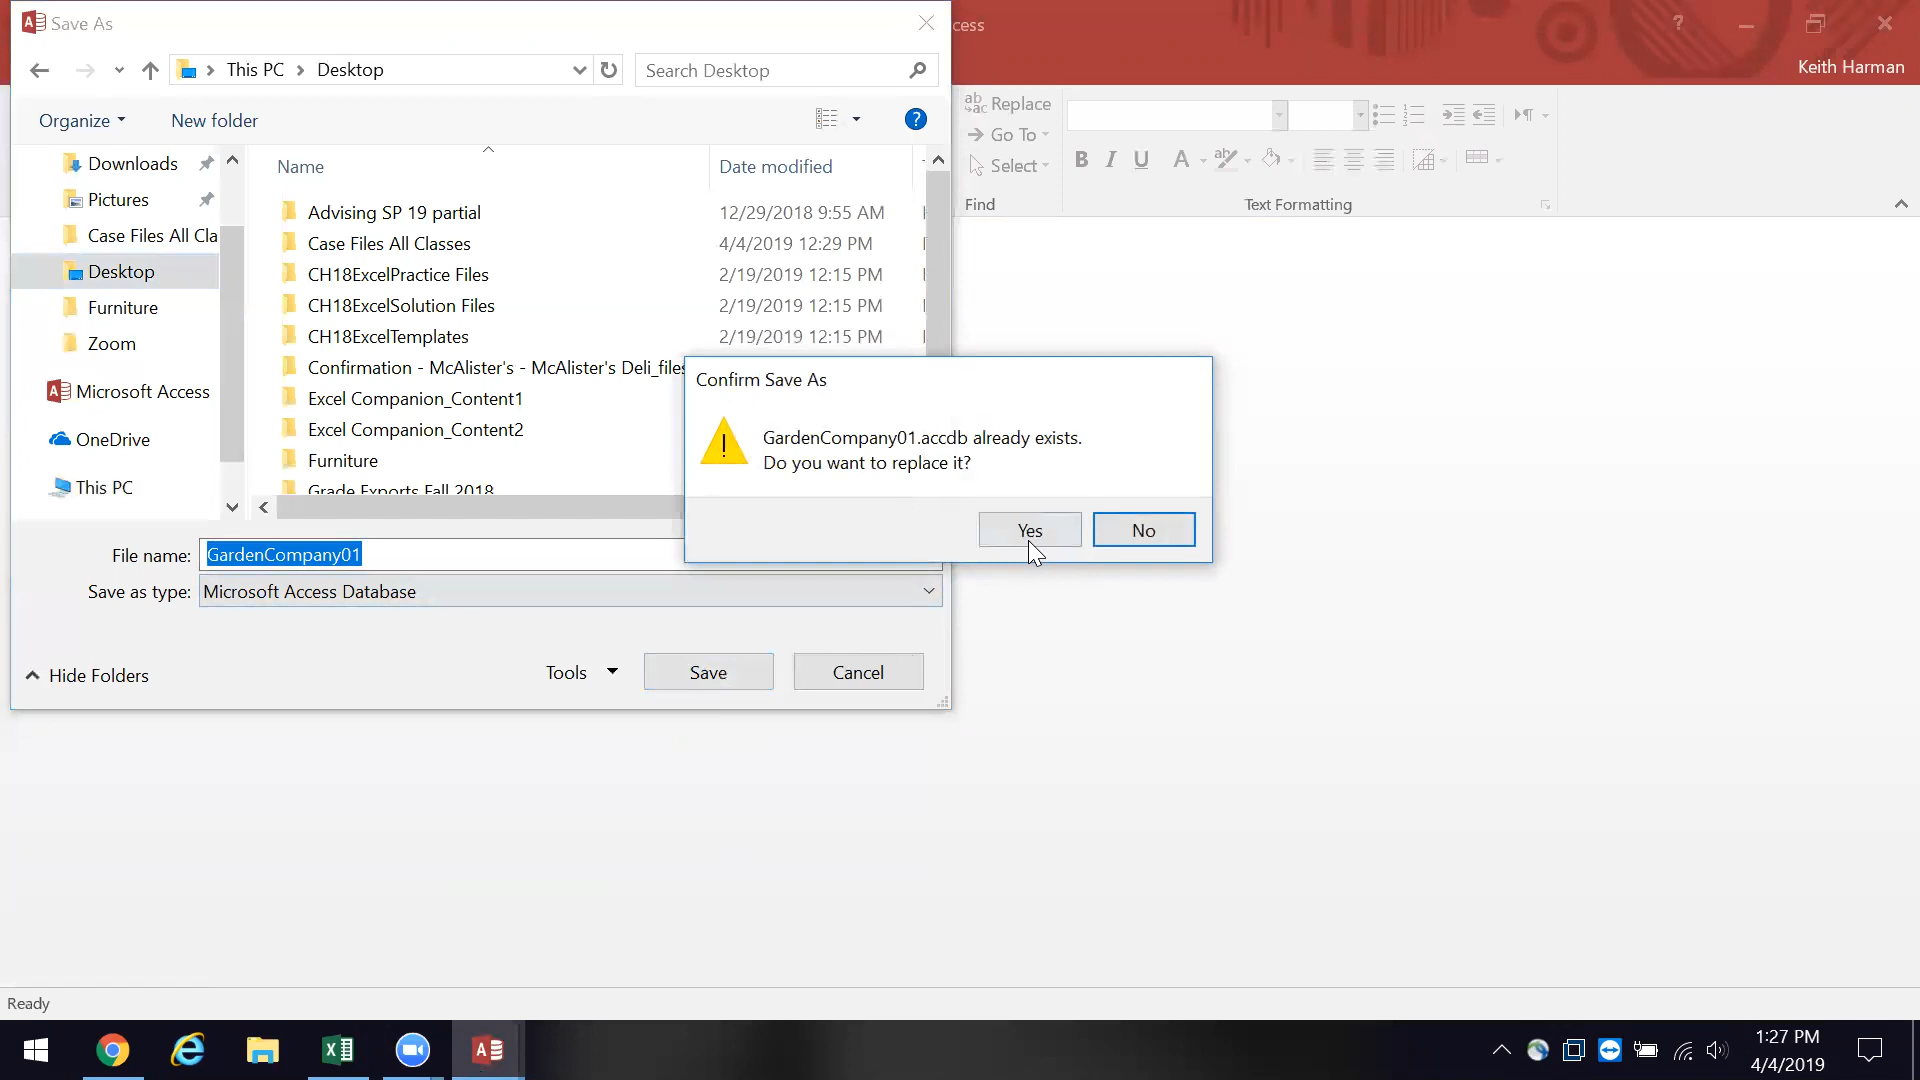 Save As
cess
?
Keith Harman
This PC > Desktop
Search Desktop
Organize
New folder
?
Replace
Go To
Select
Find
B I U A ab
Text Formatting
Downloads
Pictures
Case Files All Cla
Desktop
Furniture
Zoom
Microsoft Access
OneDrive
This PC
Name Date modified
Advising SP 19 partial 12/29/2018 9:55 AM
Case Files All Classes 4/4/2019 12:29 PM
CH18ExcelPractice Files 2/19/2019 12:15 PM
CH18ExcelSolution Files 2/19/2019 12:15 PM
CH18ExcelTemplates 2/19/2019 12:15 PM
Confirmation - McAlister's - McAlister's Deli_files
Excel Companion_Content1
Excel Companion_Content2
Furniture
Grade Exports Fall 2018
Confirm Save As
GardenCompany01.accdb already exists.
Do you want to replace it?
Yes
No
File name: GardenCompany01
Save as type: Microsoft Access Database
Hide Folders
Tools
Save
Cancel
Ready
1:27 PM
4/4/2019